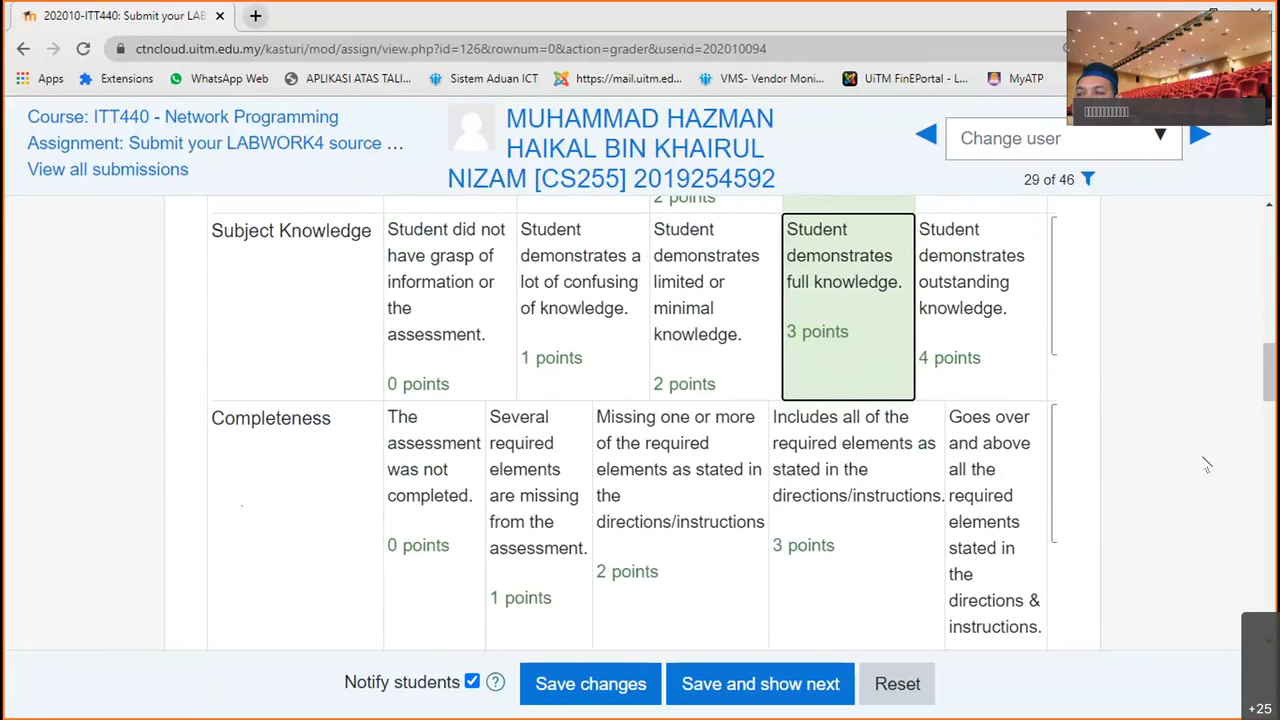 202010-ITT440: Submit your LAB
ctncloud.uitm.edu.my/kasturi/mod/assign/view.php?id=126&rownum=0&action=grader&userid=202010094
Apps
Extensions
WhatsApp Web
APLIKASI ATAS TALI...
Sistem Aduan ICT
https://mail.uitm.ed...
VMS- Vendor Moni...
UiTM FinEPortal - L...
MyATP
Course: ITT440 - Network Programming
Assignment: Submit your LABWORK4 source ...
View all submissions
MUHAMMAD HAZMAN
HAIKAL BIN KHAIRUL
NIZAM [CS255] 2019254592
Change user
29 of 46
2 points
Subject Knowledge
Student did not
have grasp of
information or
the
assessment.
0 points
Student
demonstrates a
lot of confusing
of knowledge.
1 points
Student
demonstrates
limited or
minimal
knowledge.
2 points
Student
demonstrates
full knowledge.
3 points
Student
demonstrates
outstanding
knowledge.
4 points
Completeness
The
assessment
was not
completed.
0 points
Several
required
elements
are missing
from the
assessment.
1 points
Missing one or more
of the required
elements as stated in
the
directions/instructions
2 points
Includes all of the
required elements as
stated in the
directions/instructions.
3 points
Goes over
and above
all the
required
elements
stated in
the
directions &
instructions.
Notify students
Save changes
Save and show next
Reset
+25